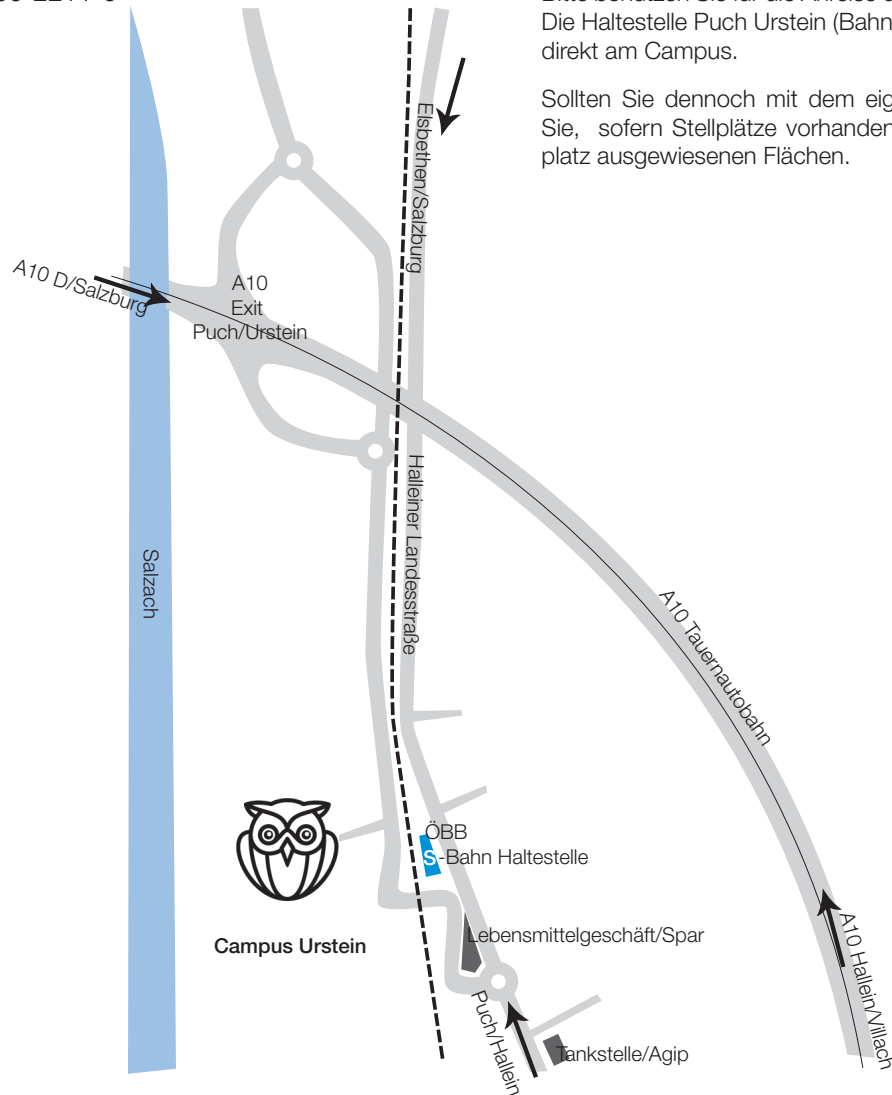 Die Haltestelle Puch Urstein (Bahn
direkt am Campus.
Sollten Sie dennoch mit dem eig
Sie, sofern Stellplätze vorhanden
platz ausgewiesenen Flächen.
Elsbethen/Salzburg
A10 D/Salzburg
A10
Exit
Puch/Urstein
Halleiner Landesstraße
Salzach
A10 Tauernautobahn
ÖBB
S-Bahn Haltestelle
Campus Urstein
Lebensmittelgeschäft/Spar
A10 Hallein/Villach
Puch/Hallein
Tankstelle/Agip